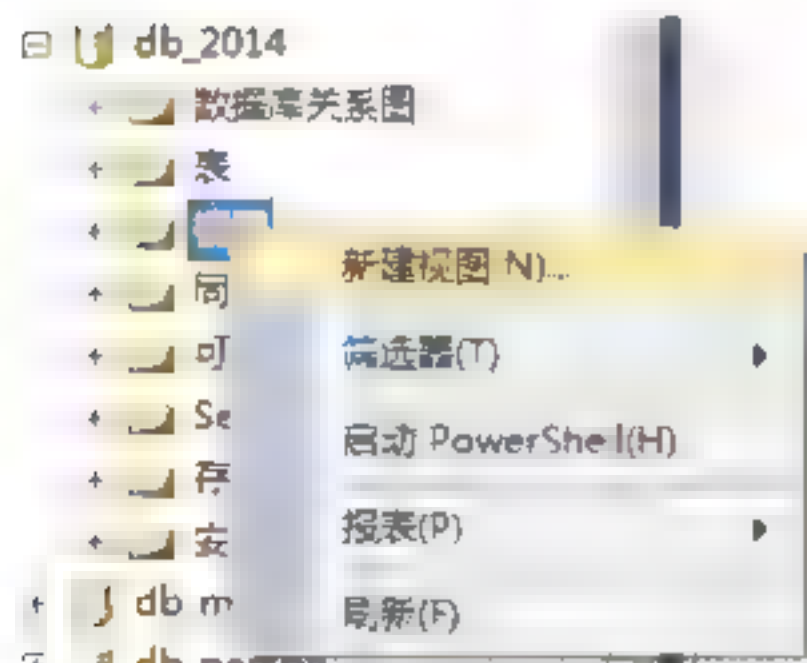 db_2014
数据库关系图
表
新建视图 N)...
同
筛选器(T)
可
Se
启动 PowerShell(H)
存
报表(P)
安
db m
刷新(F)